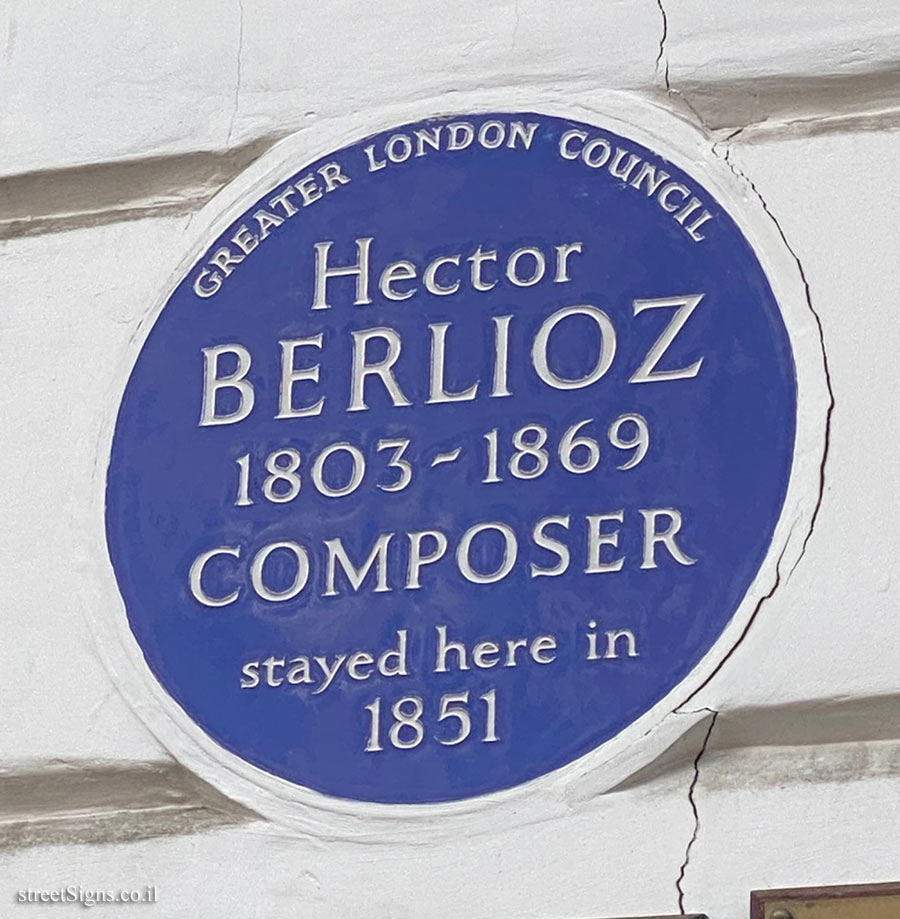 GREATER LONDON COUNCIL
Hector
BERLIOZ
1803~1869
COMPOSER
stayed here in
1851
streetSigns.co.il